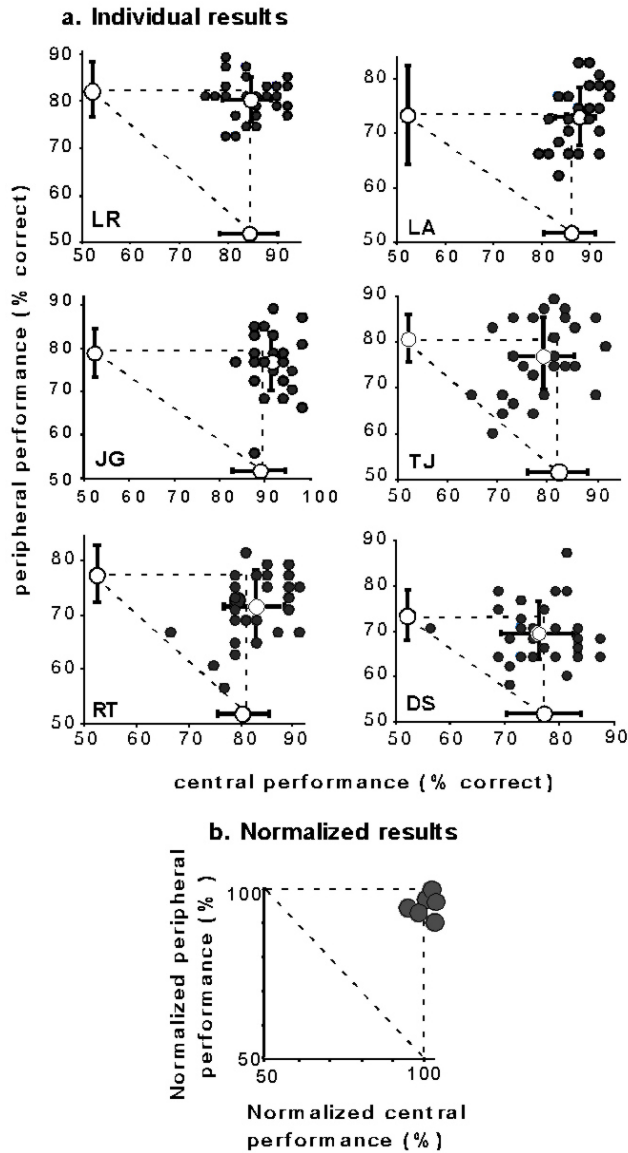 a. Individual results
peripheral performance (% correct)
90
80
70
60
50
LR
50 60 70 80 90
80
70
60
50
LA
50 60 70 80 90
90
80
70
60
50
JG
50 60 70 80 90 100
90
80
70
60
50
TJ
50 60 70 80 90
80
70
60
50
RT
50 60 70 80 90
90
80
70
60
50
DS
50 60 70 80 90
central performance (% correct)
b. Normalized results
Normalized peripheral
performance (% )
100
50
50 100
Normalized central
performance (%)